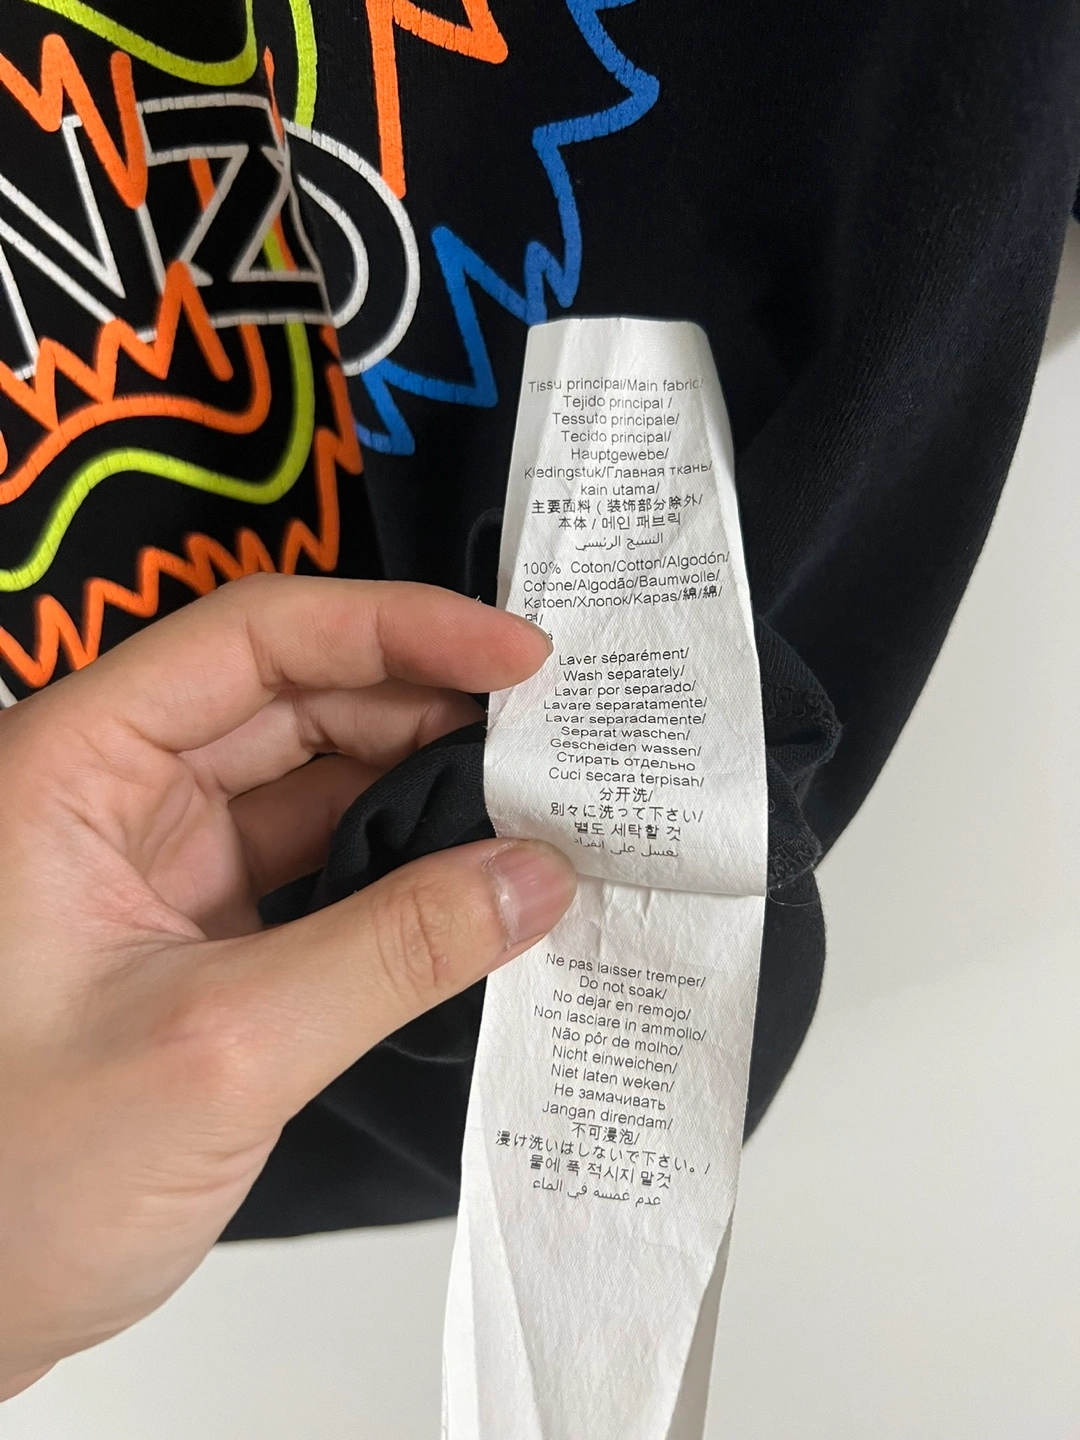 NZO
Tissu principal/Main fabric/
Tejido principal /
Tessuto principale/
Tecido principal/
Hauptgewebe/
Kledingstuk/Главная ткань/
kain utama/
主要面料 ( 装饰部分除外/
本体 / 메인 패브릭
النسيج الرئيسي
100% Coton/Cotton/Algodón/
Cotone/Algodão/Baumwolle/
Katoen/Хлопок/Kapas/綿/綿/
면/
Laver séparément/
Wash separately/
Lavar por separado/
Lavare separatamente/
Lavar separadamente/
Separat waschen/
Gescheiden wassen/
Стирать отдельно
Cuci secara terpisah/
分开洗/
別々に洗って下さい/
별도 세탁할 것
تغسل على انفراد
Ne pas laisser tremper/
Do not soak/
No dejar en remojo/
Non lasciare in ammollo/
Não pôr de molho/
Nicht einweichen/
Niet laten weken/
Не замачивать
Jangan direndam/
不可浸泡/
浸け洗いはしないで下さい。/
물에 푹 적시지 말것
عدم غمسه في الماء